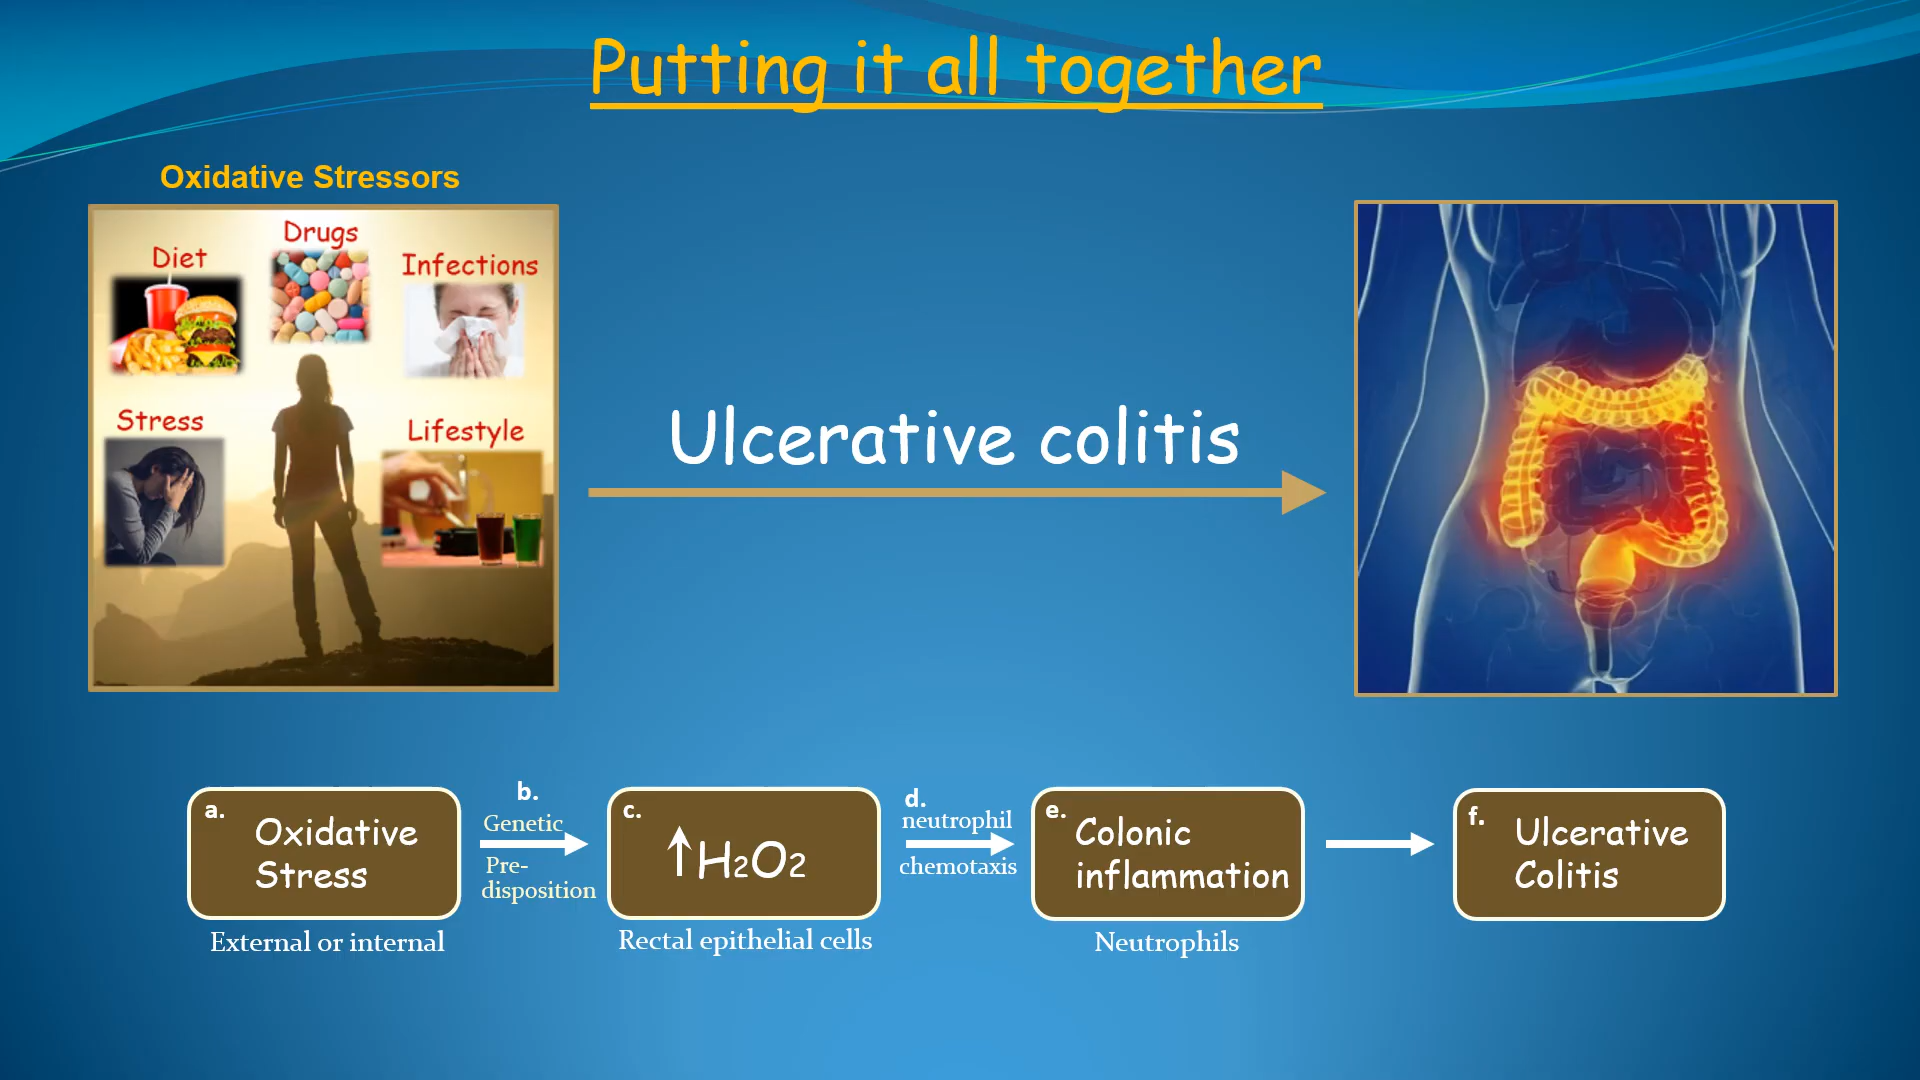 Putting it all together
Oxidative Stressors
Drugs
Diet
Infections
Stress
Lifestyle
Ulcerative colitis
a.
Oxidative
Stress
External or internal
b.
Genetic
Pre-
disposition
c.
↑H2O2
Rectal epithelial cells
d.
neutrophil
chemotaxis
e.
Colonic
inflammation
Neutrophils
f.
Ulcerative
Colitis